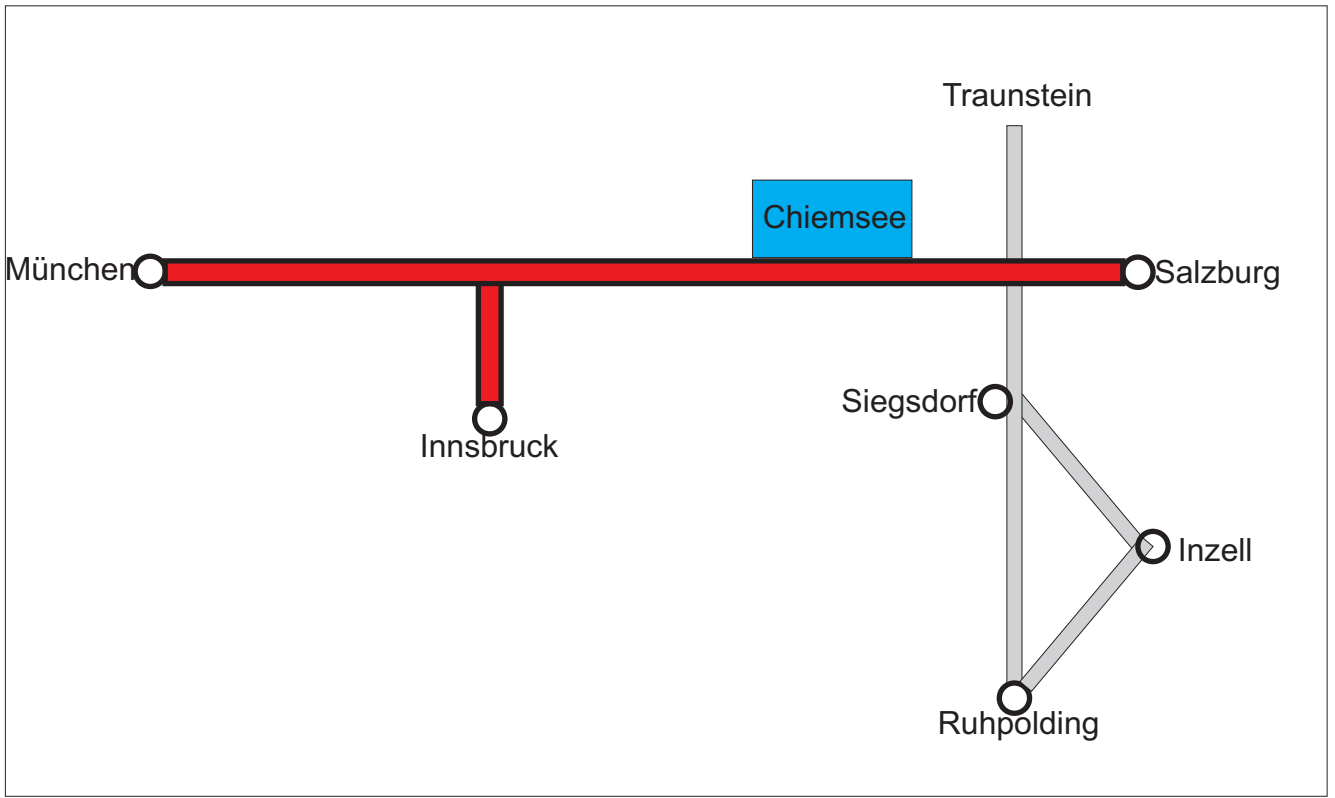 Traunstein
Chiemsee
München
Salzburg
Siegsdorf
Innsbruck
Inzell
Ruhpolding